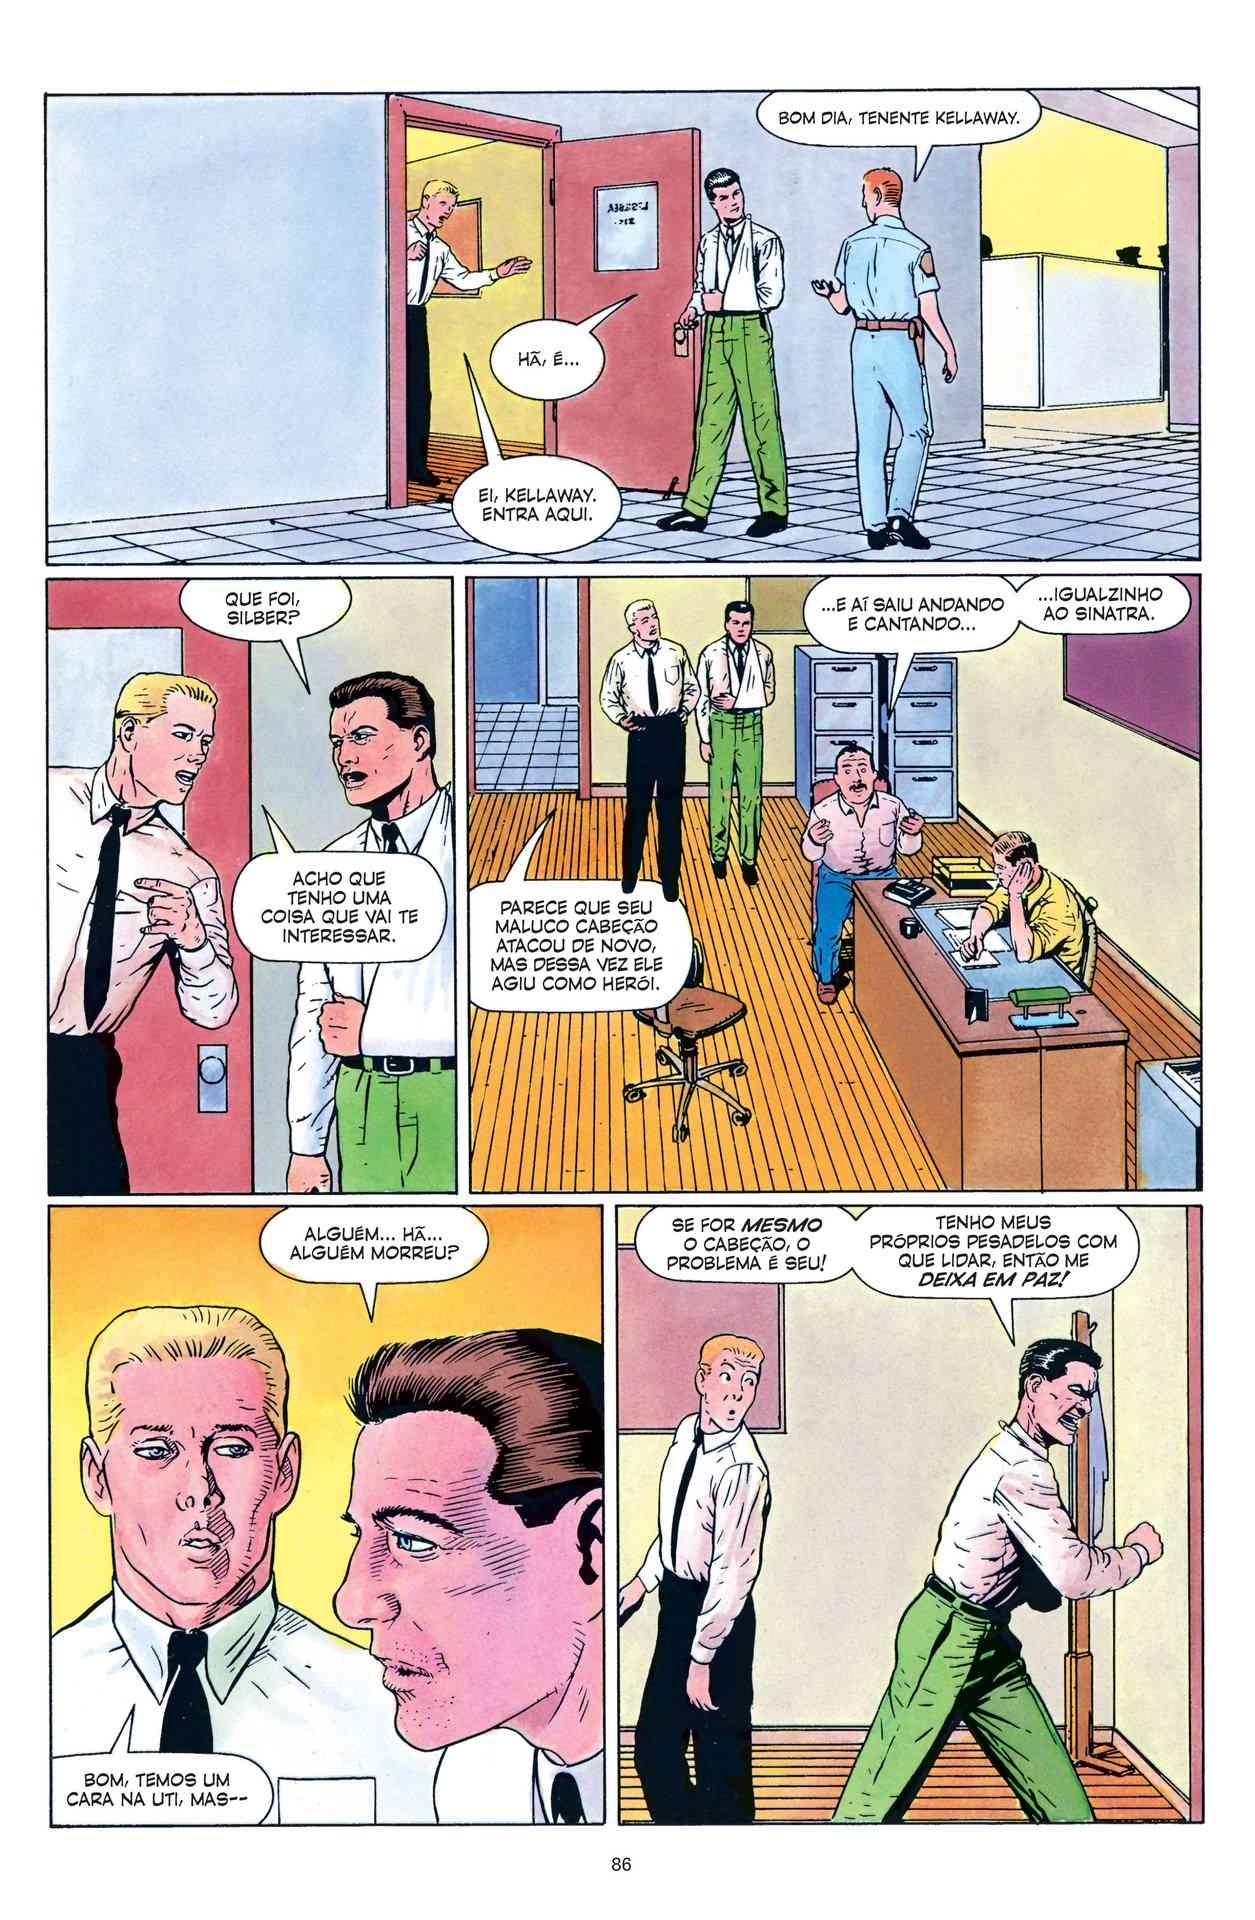 BOM DIA, TENENTE KELLAWAY.
HÃ, É...
EI, KELLAWAY.
ENTRA AQUI.
QUE FOI,
SILBER?
ACHO QUE
TENHO UMA
COISA QUE VAI TE
INTERESSAR.
...E AÍ SAIU ANDANDO
E CANTANDO...
...IGUALZINHO
AO SINATRA.
PARECE QUE SEU
MALUCO CABEÇÃO
ATACOU DE NOVO,
MAS DESSA VEZ ELE
AGIU COMO HERÓI.
ALGUÉM... HÃ...
ALGUÉM MORREU?
BOM, TEMOS UM
CARA NA UTI, MAS--
SE FOR MESMO
O CABEÇÃO, O
PROBLEMA É SEU!
TENHO MEUS
PRÓPRIOS PESADELOS COM
QUE LIDAR, ENTÃO ME
DEIXA EM PAZ!
86